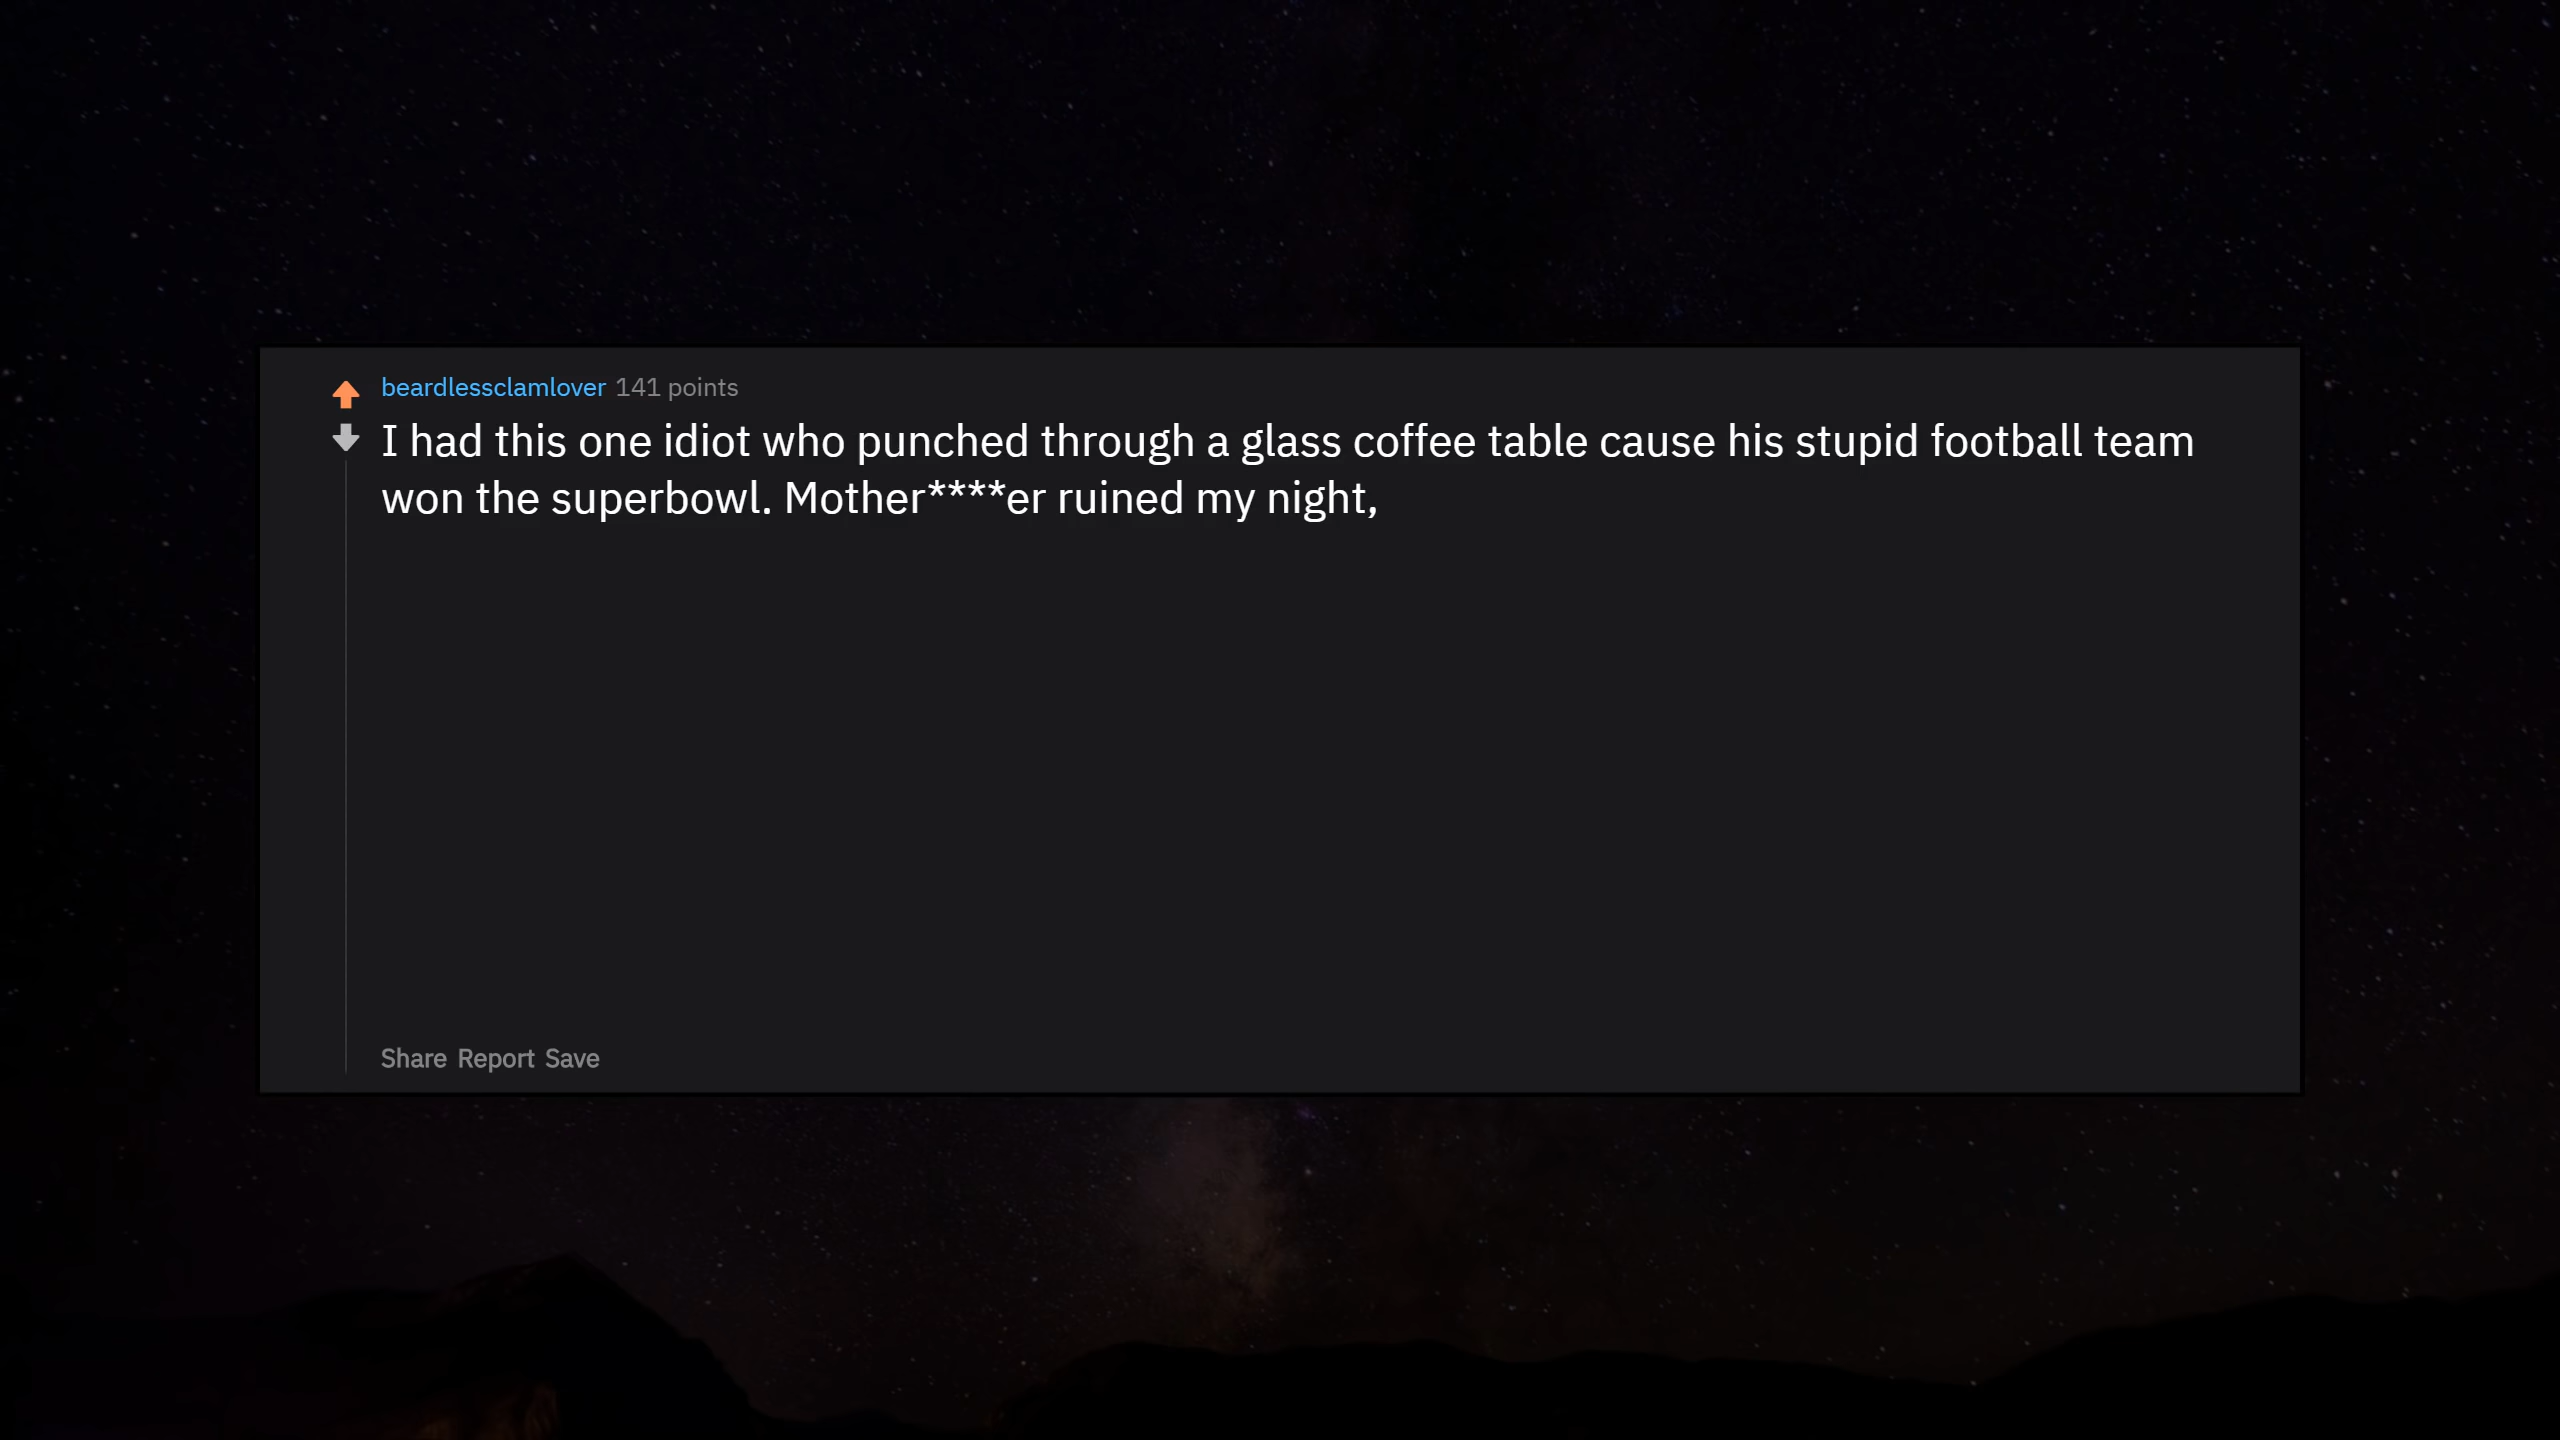 beardlessclamlover 141 points
I had this one idiot who punched through a glass coffee table cause his stupid football team
won the superbowl. Mother****er ruined my night,
Share Report Save